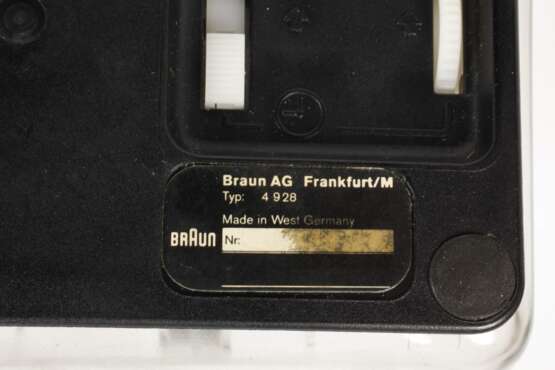 Braun AG Frankfurt/M
Typ: 4 928
Made in West Germany
BRAUN Nr: